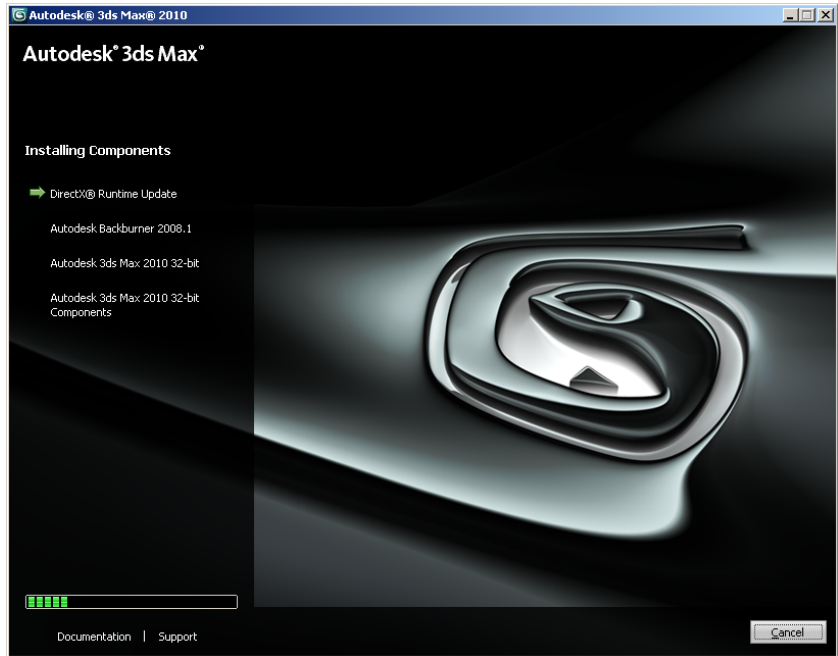 Autodesk® 3ds Max® 2010
Autodesk® 3ds Max®
Installing Components
DirectX® Runtime Update
Autodesk Backburner 2008.1
Autodesk 3ds Max 2010 32-bit
Autodesk 3ds Max 2010 32-bit
Components
Documentation | Support
Cancel